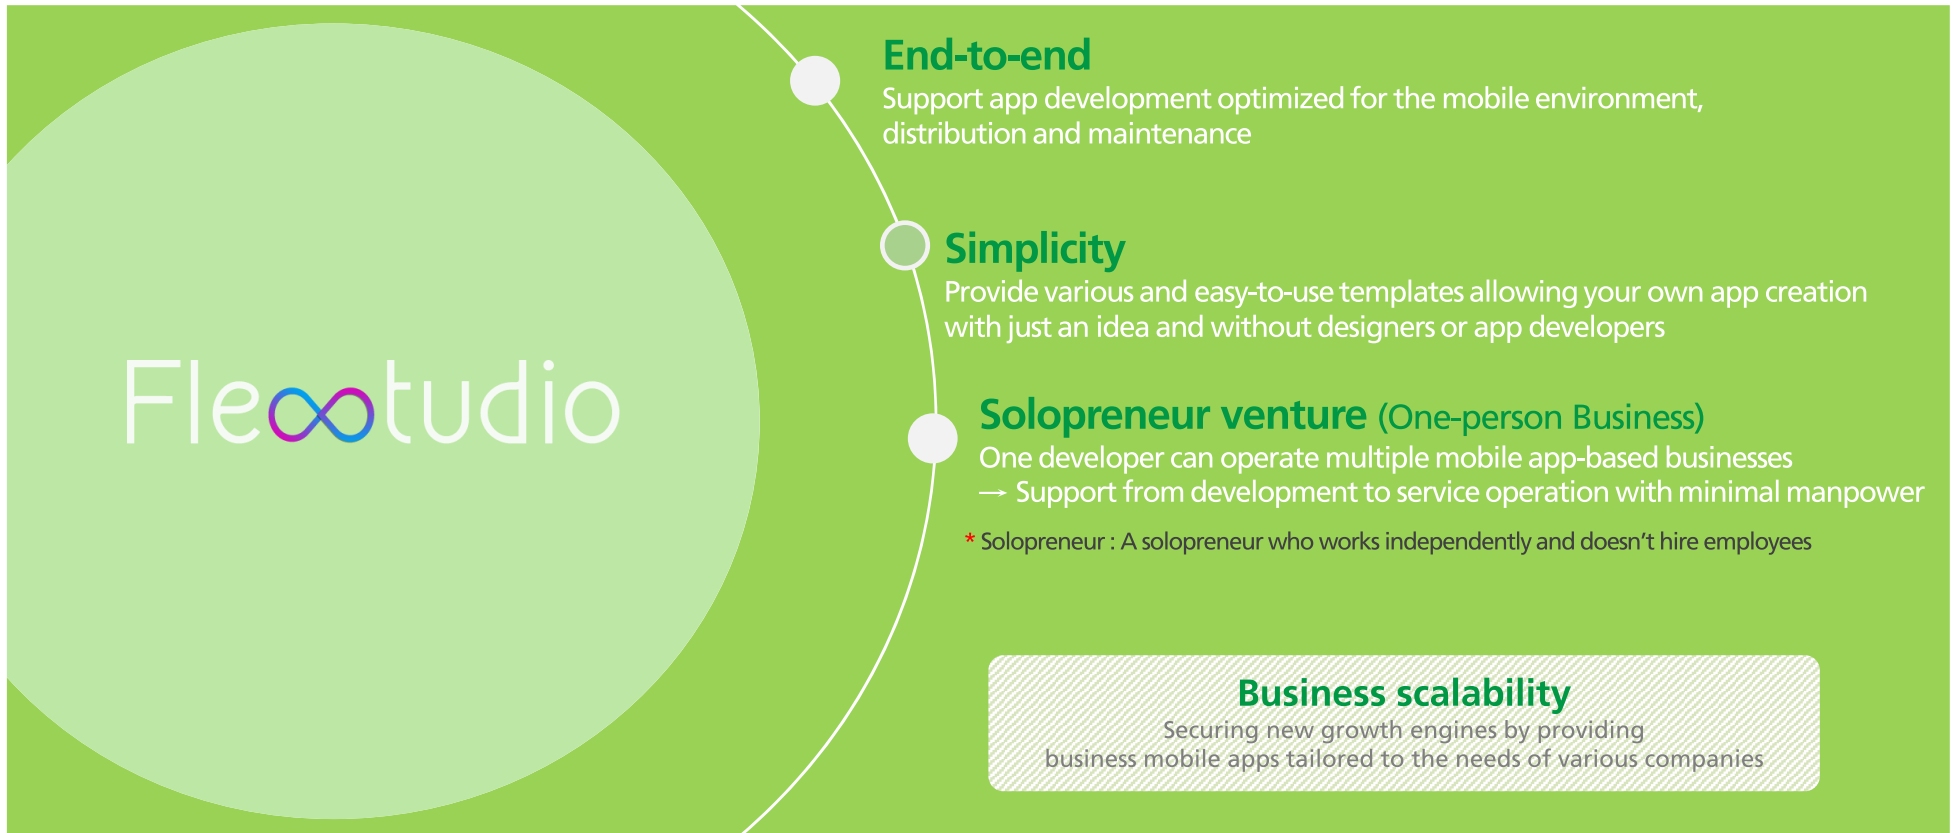 Fle∞tudio
End-to-end
Support app development optimized for the mobile environment,
distribution and maintenance
Simplicity
Provide various and easy-to-use templates allowing your own app creation
with just an idea and without designers or app developers
Solopreneur venture (One-person Business)
One developer can operate multiple mobile app-based businesses
→ Support from development to service operation with minimal manpower
* Solopreneur : A solopreneur who works independently and doesn't hire employees
Business scalability
Securing new growth engines by providing
business mobile apps tailored to the needs of various companies